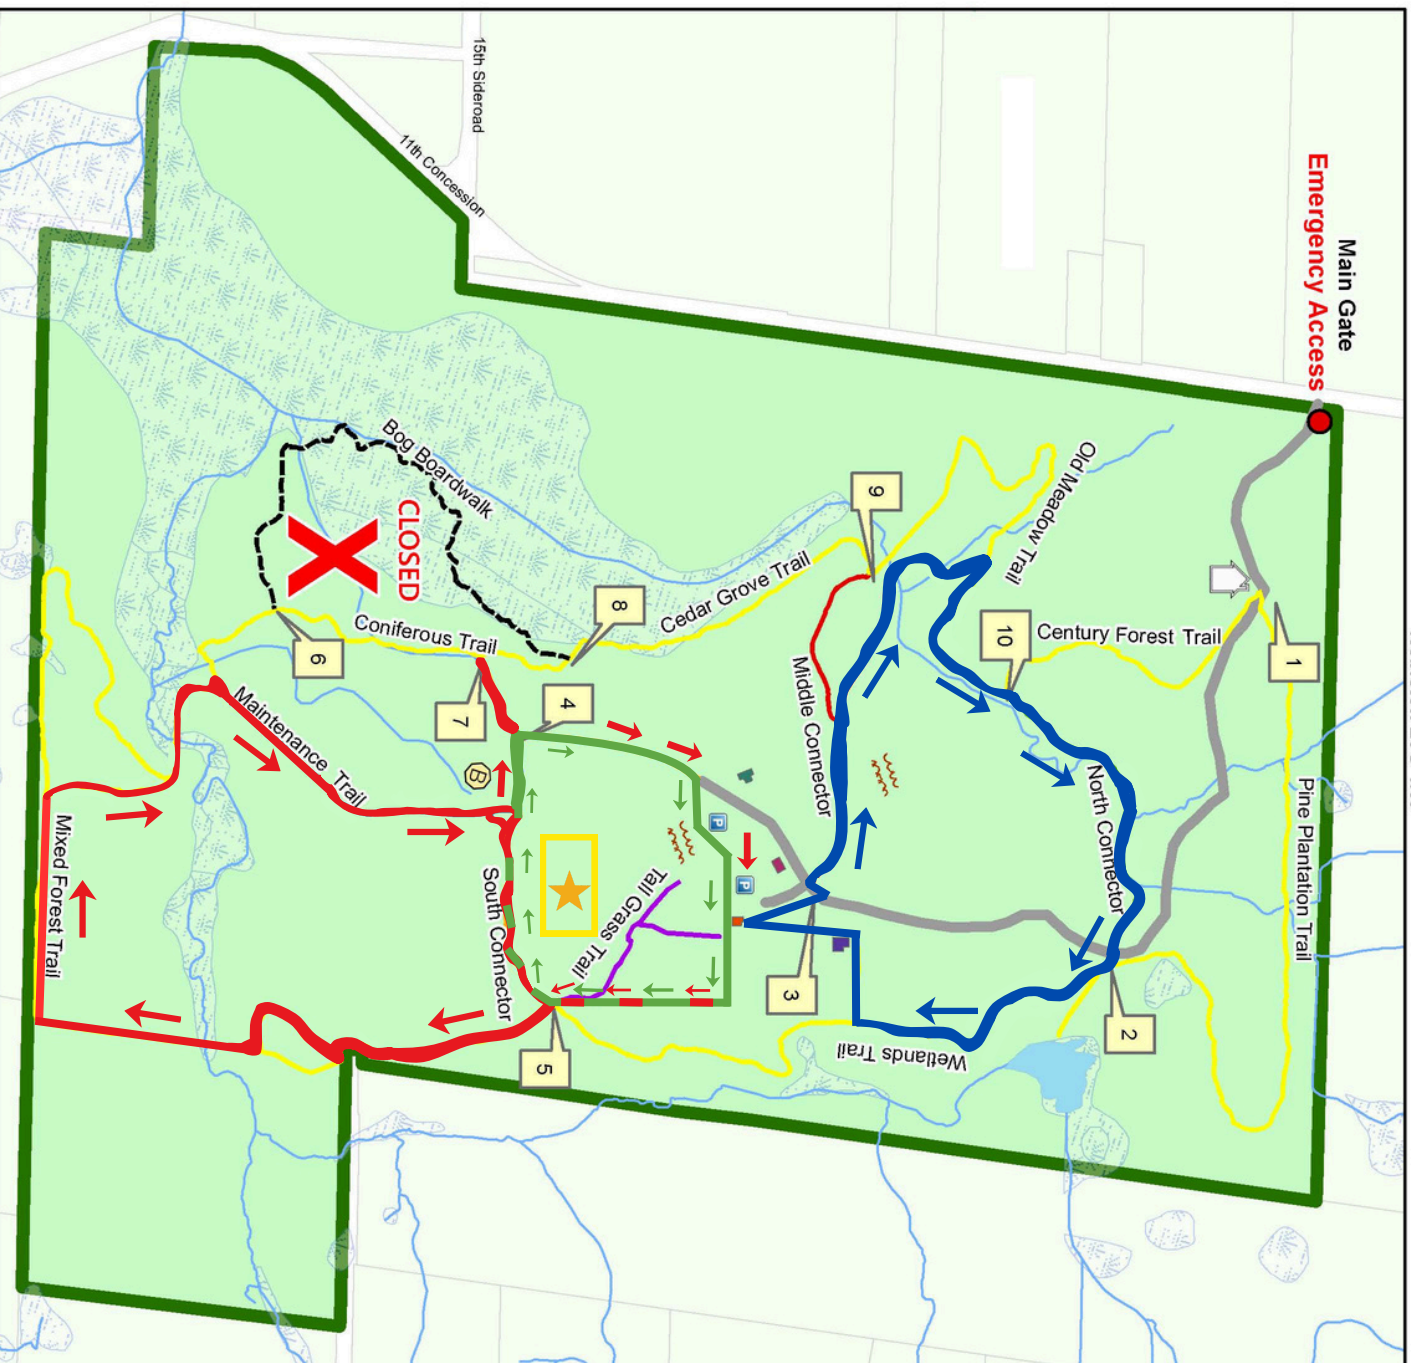 15th Sideroad
11th Concession
Main Gate
Emergency Access
Old Meadow Trail
Bog Boardwalk
CLOSED
9
Cedar Grove Trail
8
Coniferous Trail
6
10
Century Forest Trail
1
7
4
Middle Connector
Maintenance Trail
B
North Connector
Pine Plantation Trail
P
P
Mixed Forest Trail
South Connector
Tall Grass Trail
3
2
Wetlands Trail
5